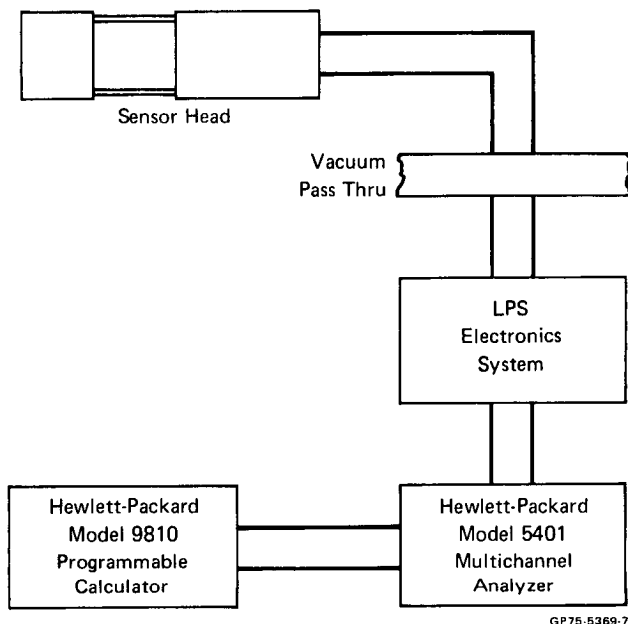 Sensor Head
Vacuum
Pass Thru
LPS
Electronics
System
Hewlett-Packard
Model 9810
Programmable
Calculator
Hewlett-Packard
Model 5401
Multichannel
Analyzer
GP75-5369-7